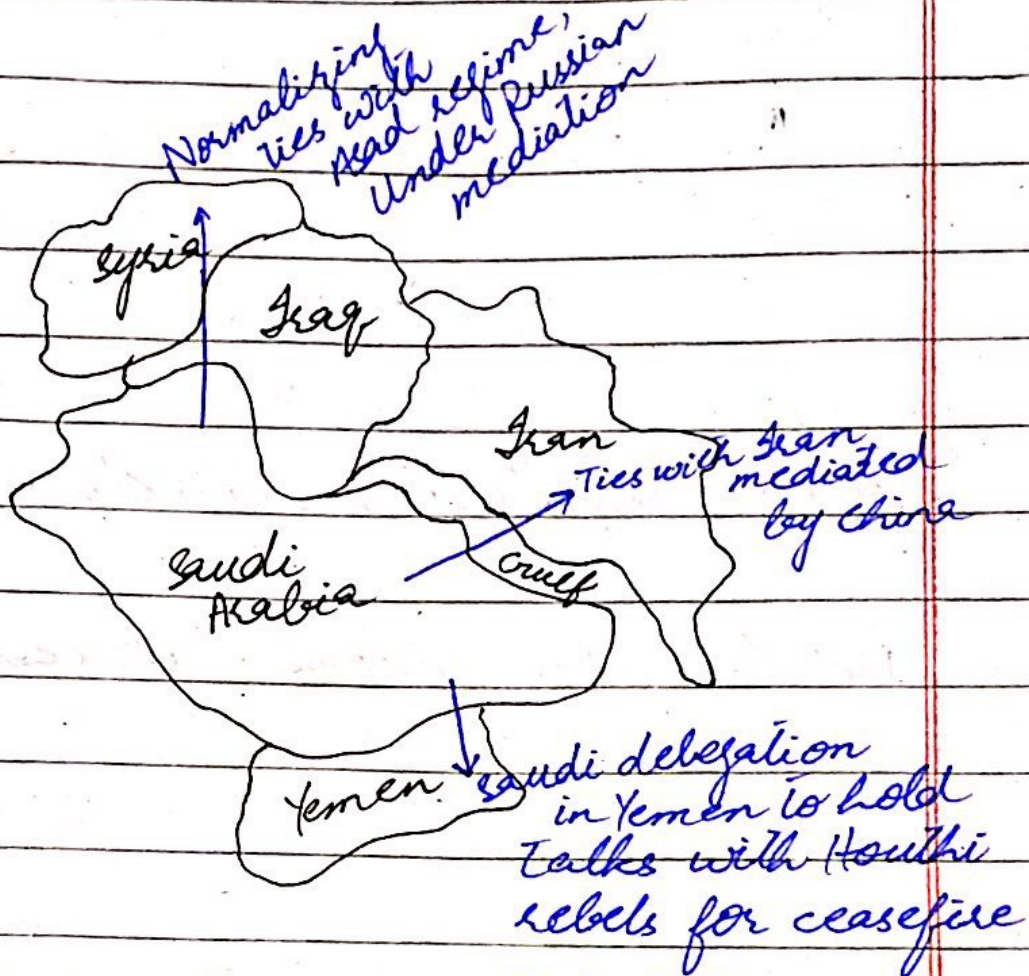 Normalizing
ties with
Asad regime,
Under Russian
mediation
Syria
Iraq
Iran
Ties with Iran
mediated
by China
Saudi
Arabia
Gulf
Yemen
Saudi delegation
in Yemen to hold
Talks with Houthi
rebels for ceasefire